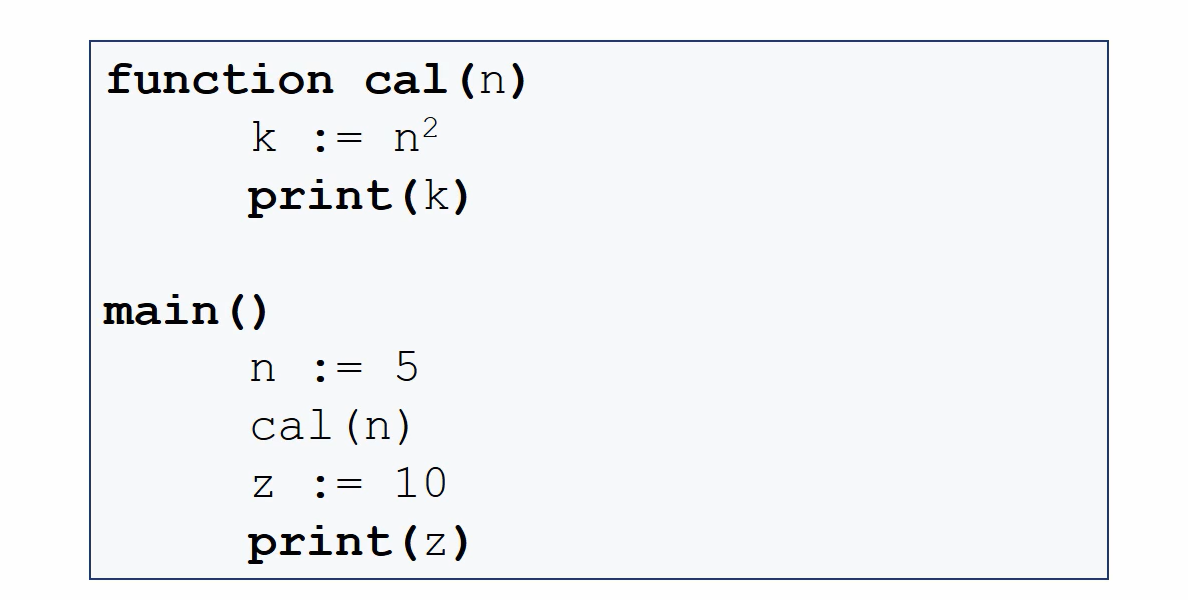 function cal(n)
k := n²
print(k)
main()
n := 5
cal(n)
z := 10
print(z)